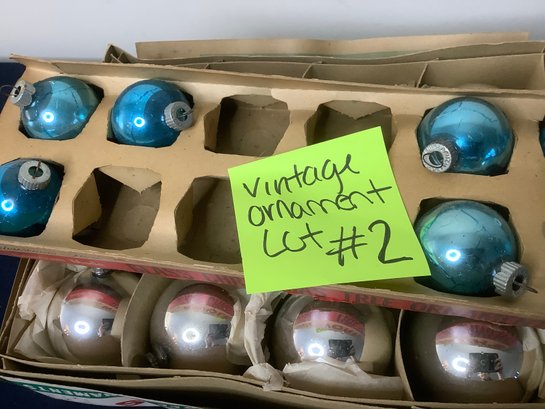 vintage
ornament
Lot #2